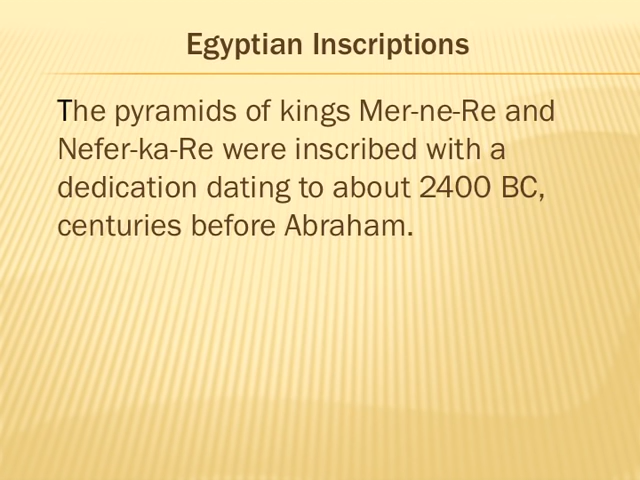 Egyptian Inscriptions
The pyramids of kings Mer-ne-Re and
Nefer-ka-Re were inscribed with a
dedication dating to about 2400 BC,
centuries before Abraham.